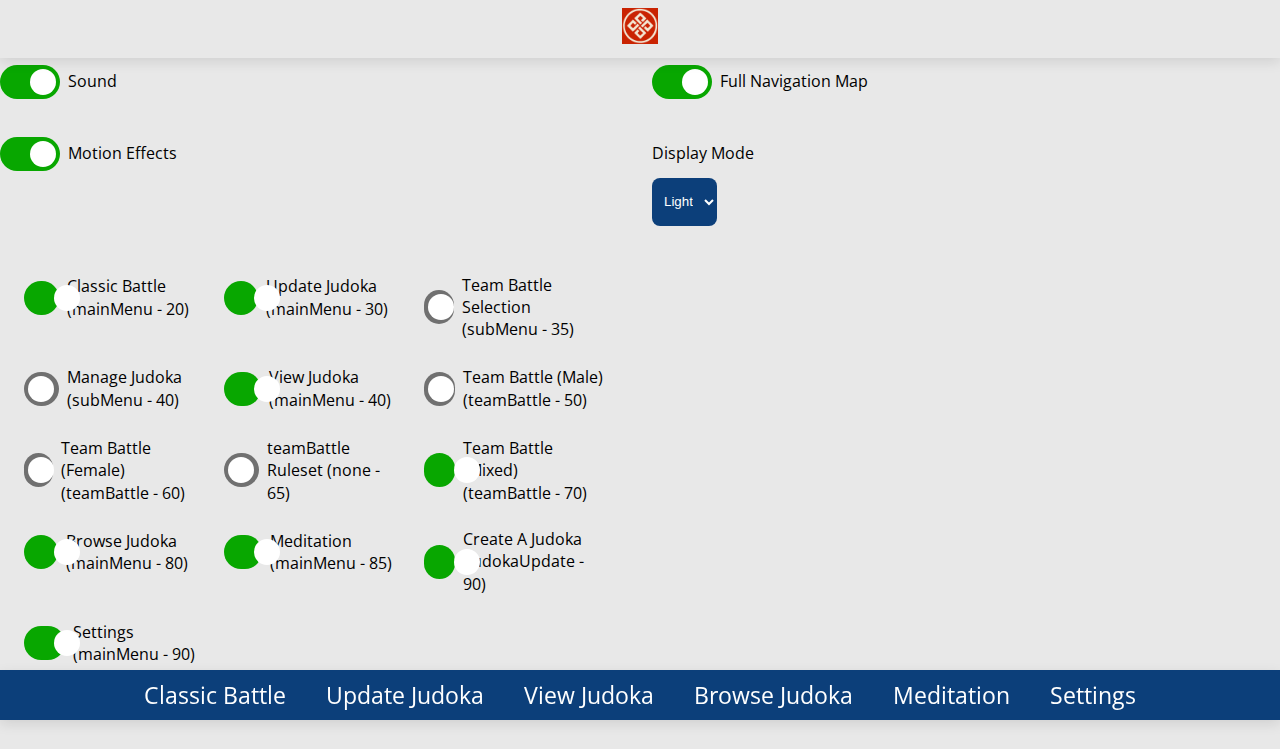 Sound
Full Navigation Map
Motion Effects
Display Mode
Light
Classic Battle
(mainMenu - 20)
Update Judoka
(mainMenu - 30)
Team Battle
Selection
(subMenu - 35)
Manage Judoka
(subMenu - 40)
View Judoka
(mainMenu - 40)
Team Battle (Male)
(teamBattle - 50)
Team Battle
(Female)
(teamBattle - 60)
teamBattle
Ruleset (none -
65)
Team Battle
(Mixed)
(teamBattle - 70)
Browse Judoka
(mainMenu - 80)
Meditation
(mainMenu - 85)
Create A Judoka
(judokaUpdate -
90)
Settings
(mainMenu - 90)
Classic Battle Update Judoka View Judoka Browse Judoka Meditation Settings